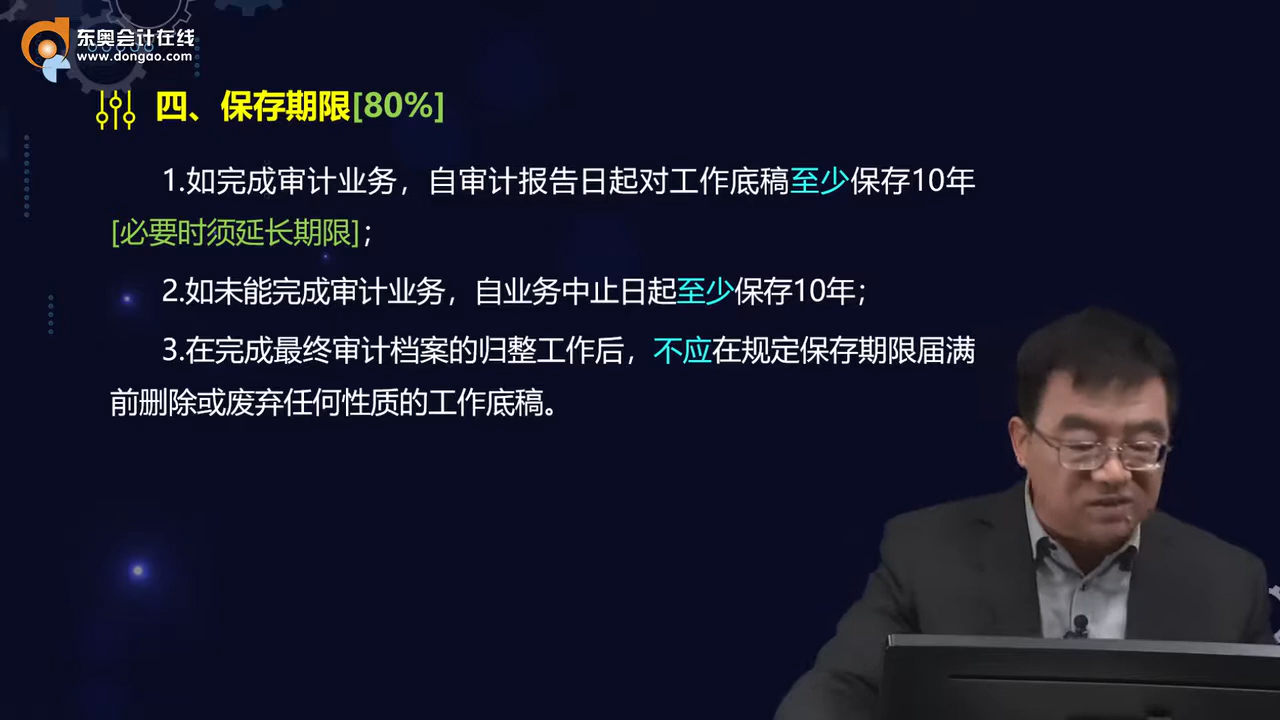 东奥会计在线
www.dongao.com
四、保存期限[80%]
1.如完成审计业务，自审计报告日起对工作底稿至少保存10年
[必要时须延长期限]；
2.如未能完成审计业务，自业务中止日起至少保存10年；
3.在完成最终审计档案的归整工作后，不应在规定保存期限届满
前删除或废弃任何性质的工作底稿。